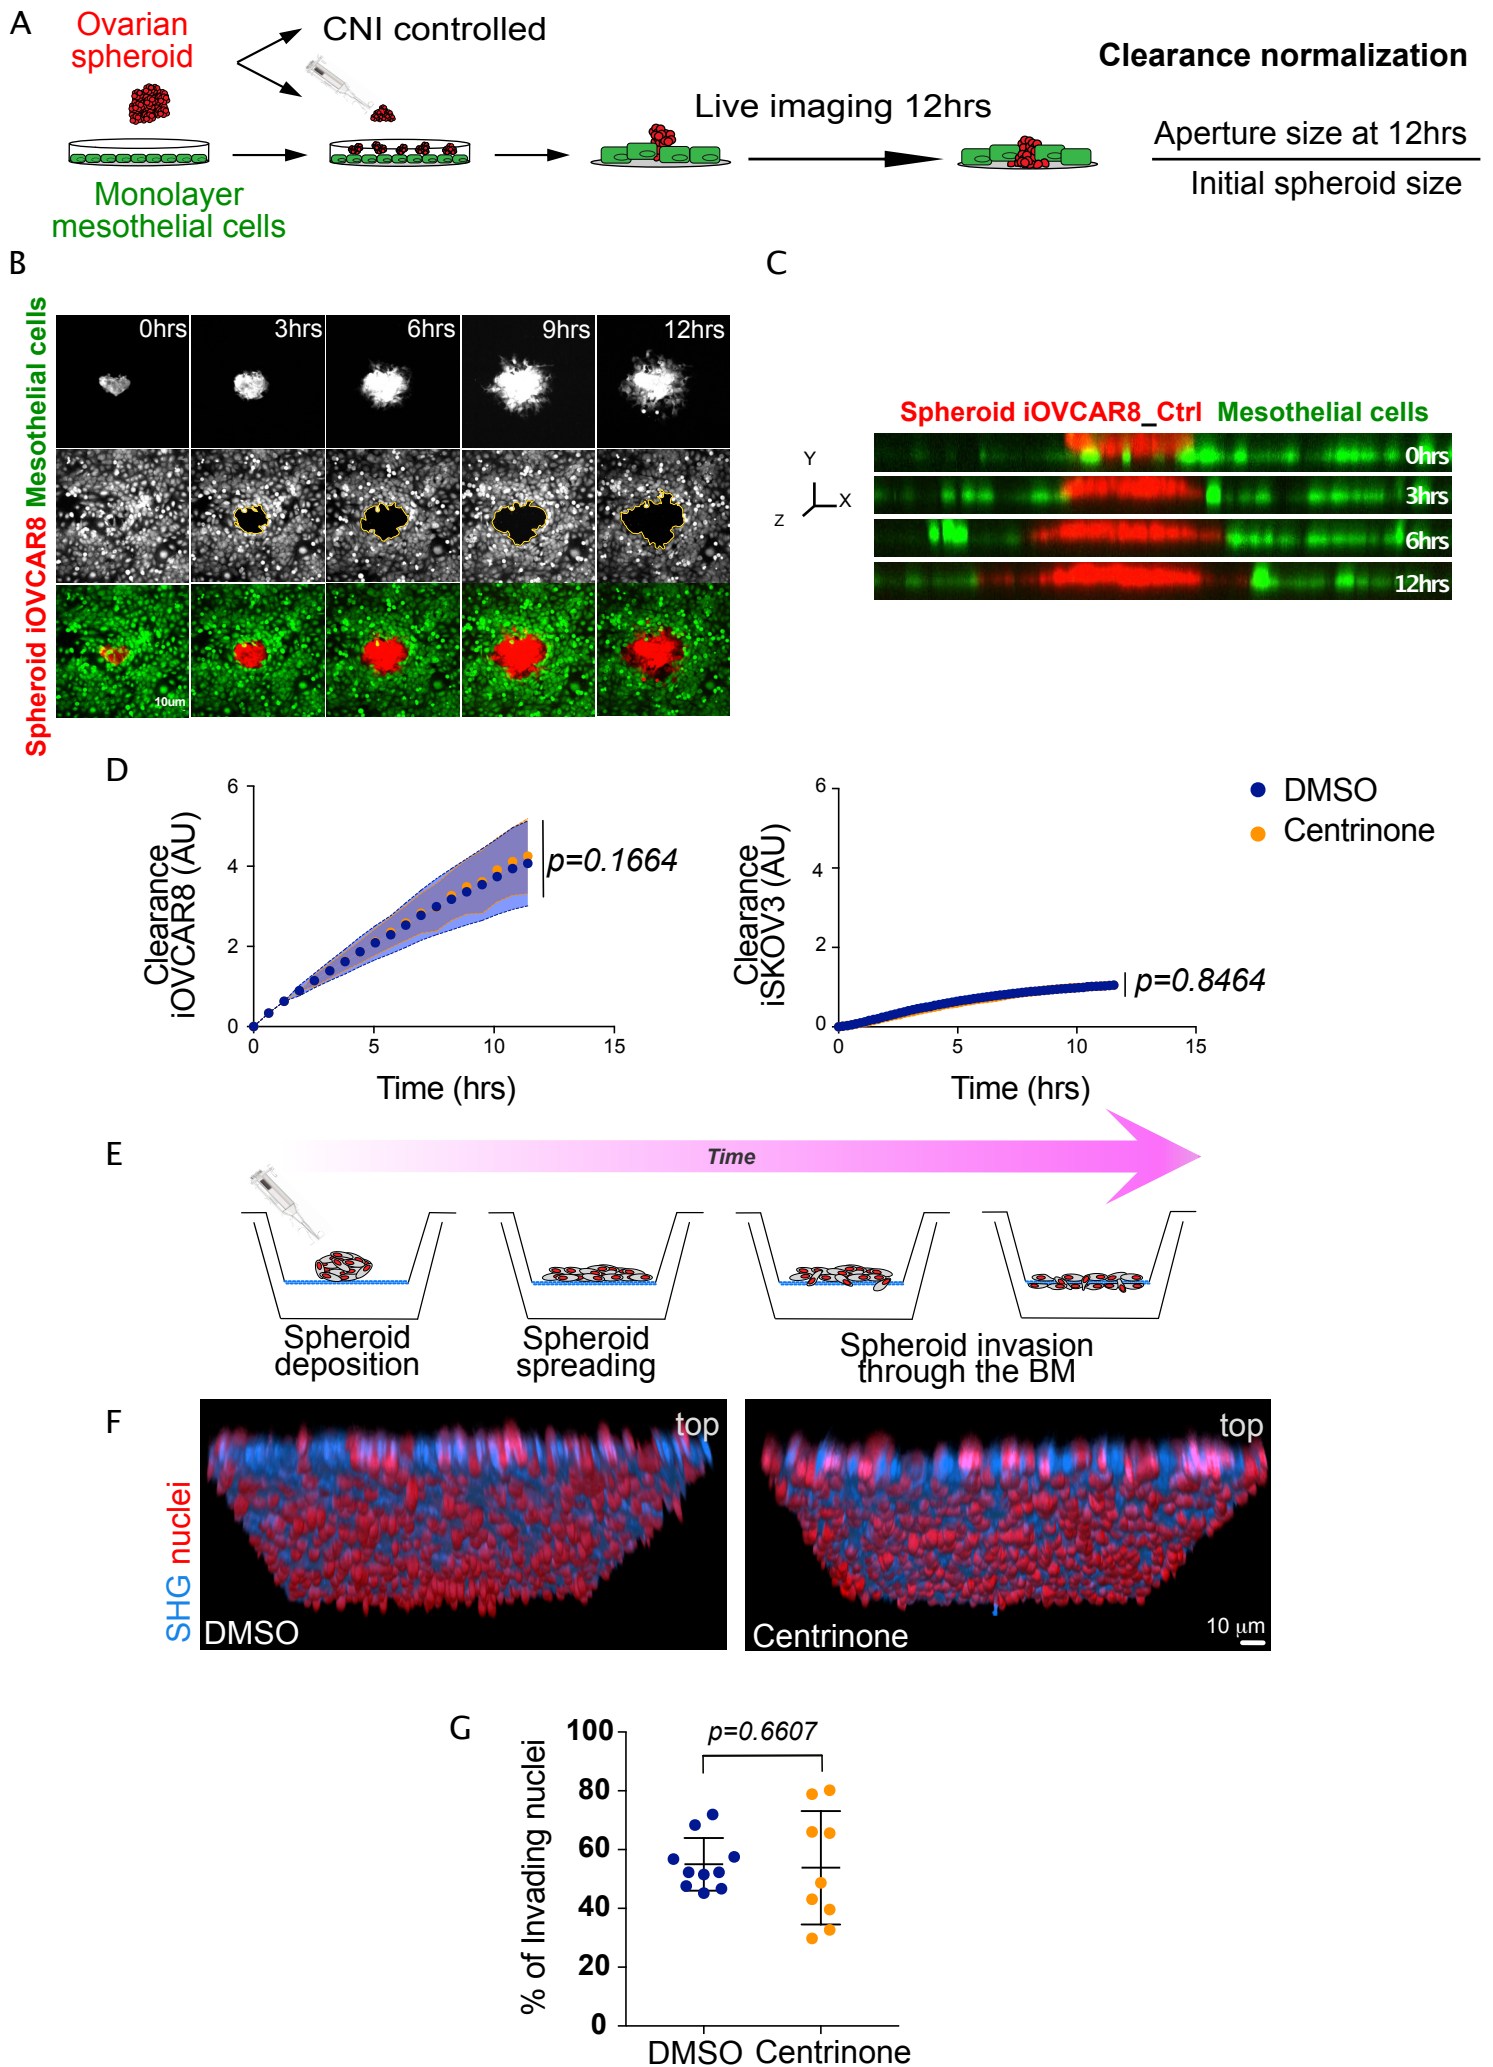 A
Ovarian
spheroid
CNI controlled
Monolayer
mesothelial cells
Live imaging 12hrs
Clearance normalization
Aperture size at 12hrs
Initial spheroid size
B
Spheroid iOVCAR8 Mesothelial cells
0hrs
3hrs
6hrs
9hrs
12hrs
10um
C
Spheroid iOVCAR8_Ctrl Mesothelial cells
Y
X
Z
0hrs
3hrs
6hrs
12hrs
D
Clearance
iOVCAR8 (AU)
6
4
2
0
0
5
10
15
Time (hrs)
p=0.1664
Clearance
iSKOV3 (AU)
6
4
2
0
0
5
10
15
Time (hrs)
p=0.8464
DMSO
Centrinone
E
Time
Spheroid
deposition
Spheroid
spreading
Spheroid invasion
through the BM
F
SHG nuclei
top
DMSO
top
Centrinone
10 µm
G
% of Invading nuclei
100
80
60
40
20
0
p=0.6607
DMSO
Centrinone